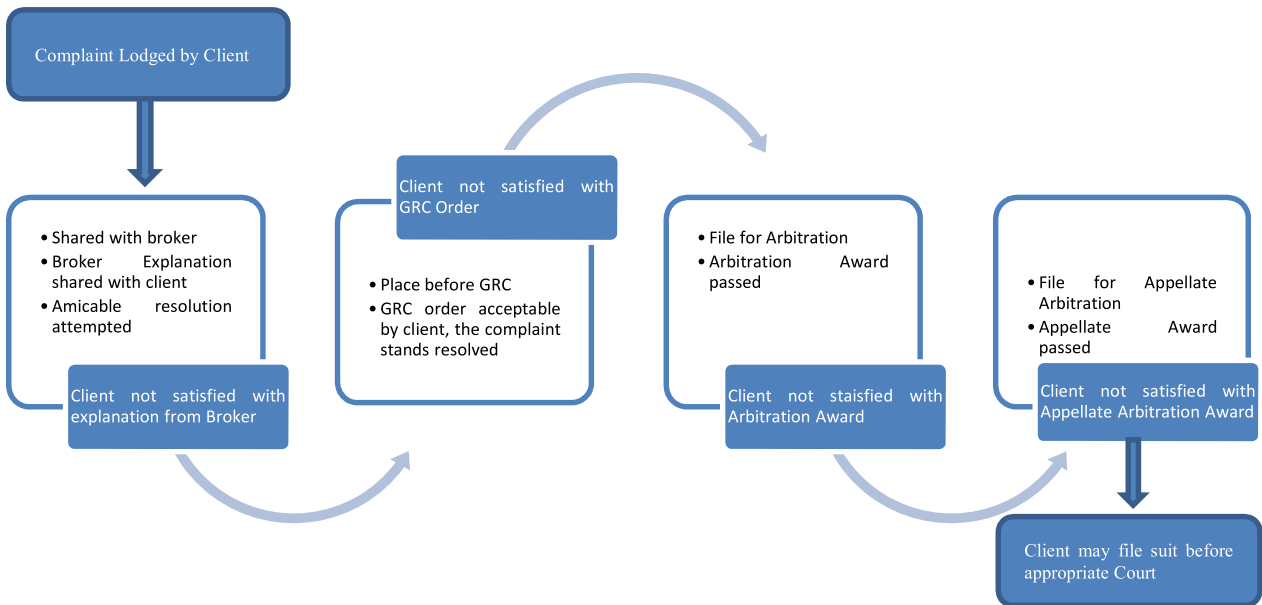 Complaint Lodged by Client
• Shared with broker
• Broker Explanation
shared with client
• Amicable resolution
attempted
Client not satisfied with
explanation from Broker
Client not satisfied with
GRC Order
• Place before GRC
• GRC order acceptable
by client, the complaint
stands resolved
• File for Arbitration
• Arbitration Award
passed
Client not staisfied with
Arbitration Award
• File for Appellate
Arbitration
• Appellate Award
passed
Client not satisfied with
Appellate Arbitration Award
Client may file suit before
appropriate Court